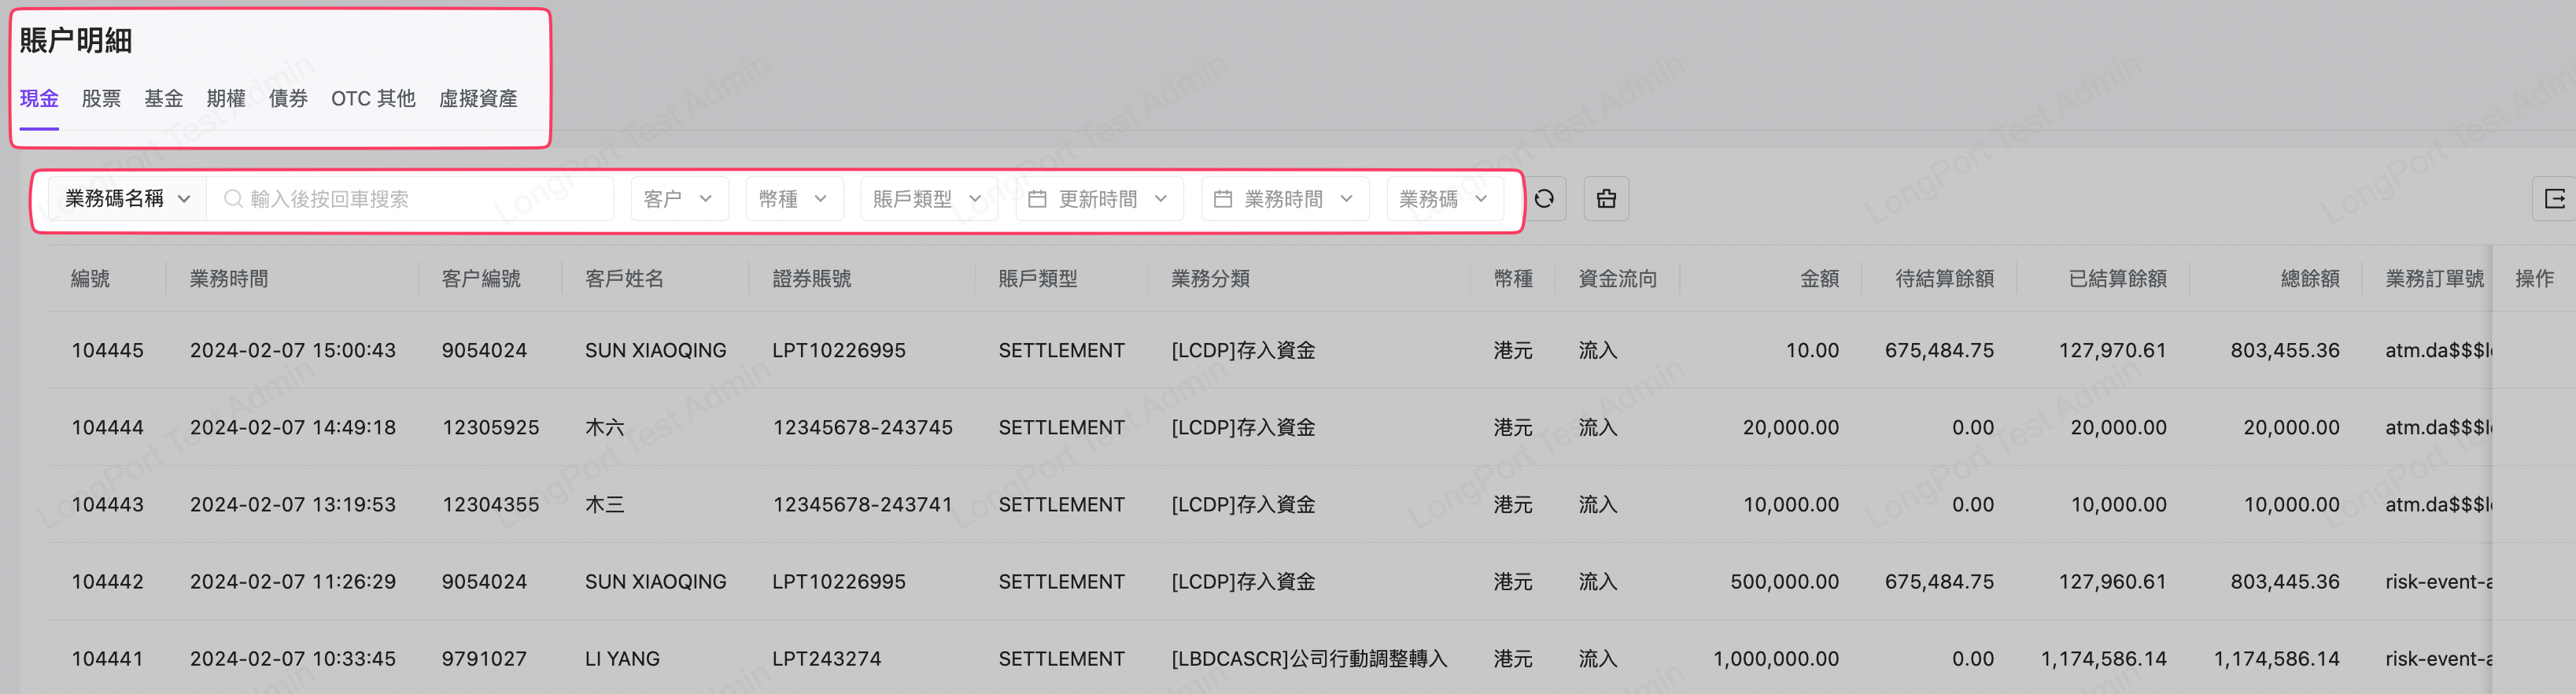 賬户明細
現金 股票 基金 期權 債券 OTC 其他 虛擬資產
業務碼名稱 輸入後按回車搜索 客户 幣種 賬戶類型 更新時間 業務時間 業務碼
編號 業務時間 客户編號 客戶姓名 證券賬號 賬戶類型 業務分類 幣種 資金流向 金額 待結算餘額 已結算餘額 總餘額 業務訂單號 操作
104445 2024-02-07 15:00:43 9054024 SUN XIAOQING LPT10226995 SETTLEMENT [LCDP]存入資金 港元 流入 10.00 675,484.75 127,970.61 803,455.36 atm.da$$$l
104444 2024-02-07 14:49:18 12305925 木六 12345678-243745 SETTLEMENT [LCDP]存入資金 港元 流入 20,000.00 0.00 20,000.00 20,000.00 atm.da$$$l
104443 2024-02-07 13:19:53 12304355 木三 12345678-243741 SETTLEMENT [LCDP]存入資金 港元 流入 10,000.00 0.00 10,000.00 10,000.00 atm.da$$$l
104442 2024-02-07 11:26:29 9054024 SUN XIAOQING LPT10226995 SETTLEMENT [LCDP]存入資金 港元 流入 500,000.00 675,484.75 127,960.61 803,445.36 risk-event-a
104441 2024-02-07 10:33:45 9791027 LI YANG LPT243274 SETTLEMENT [LBDCASCR]公司行動調整轉入 港元 流入 1,000,000.00 0.00 1,174,586.14 1,174,586.14 risk-event-a
LongPort Test Admin